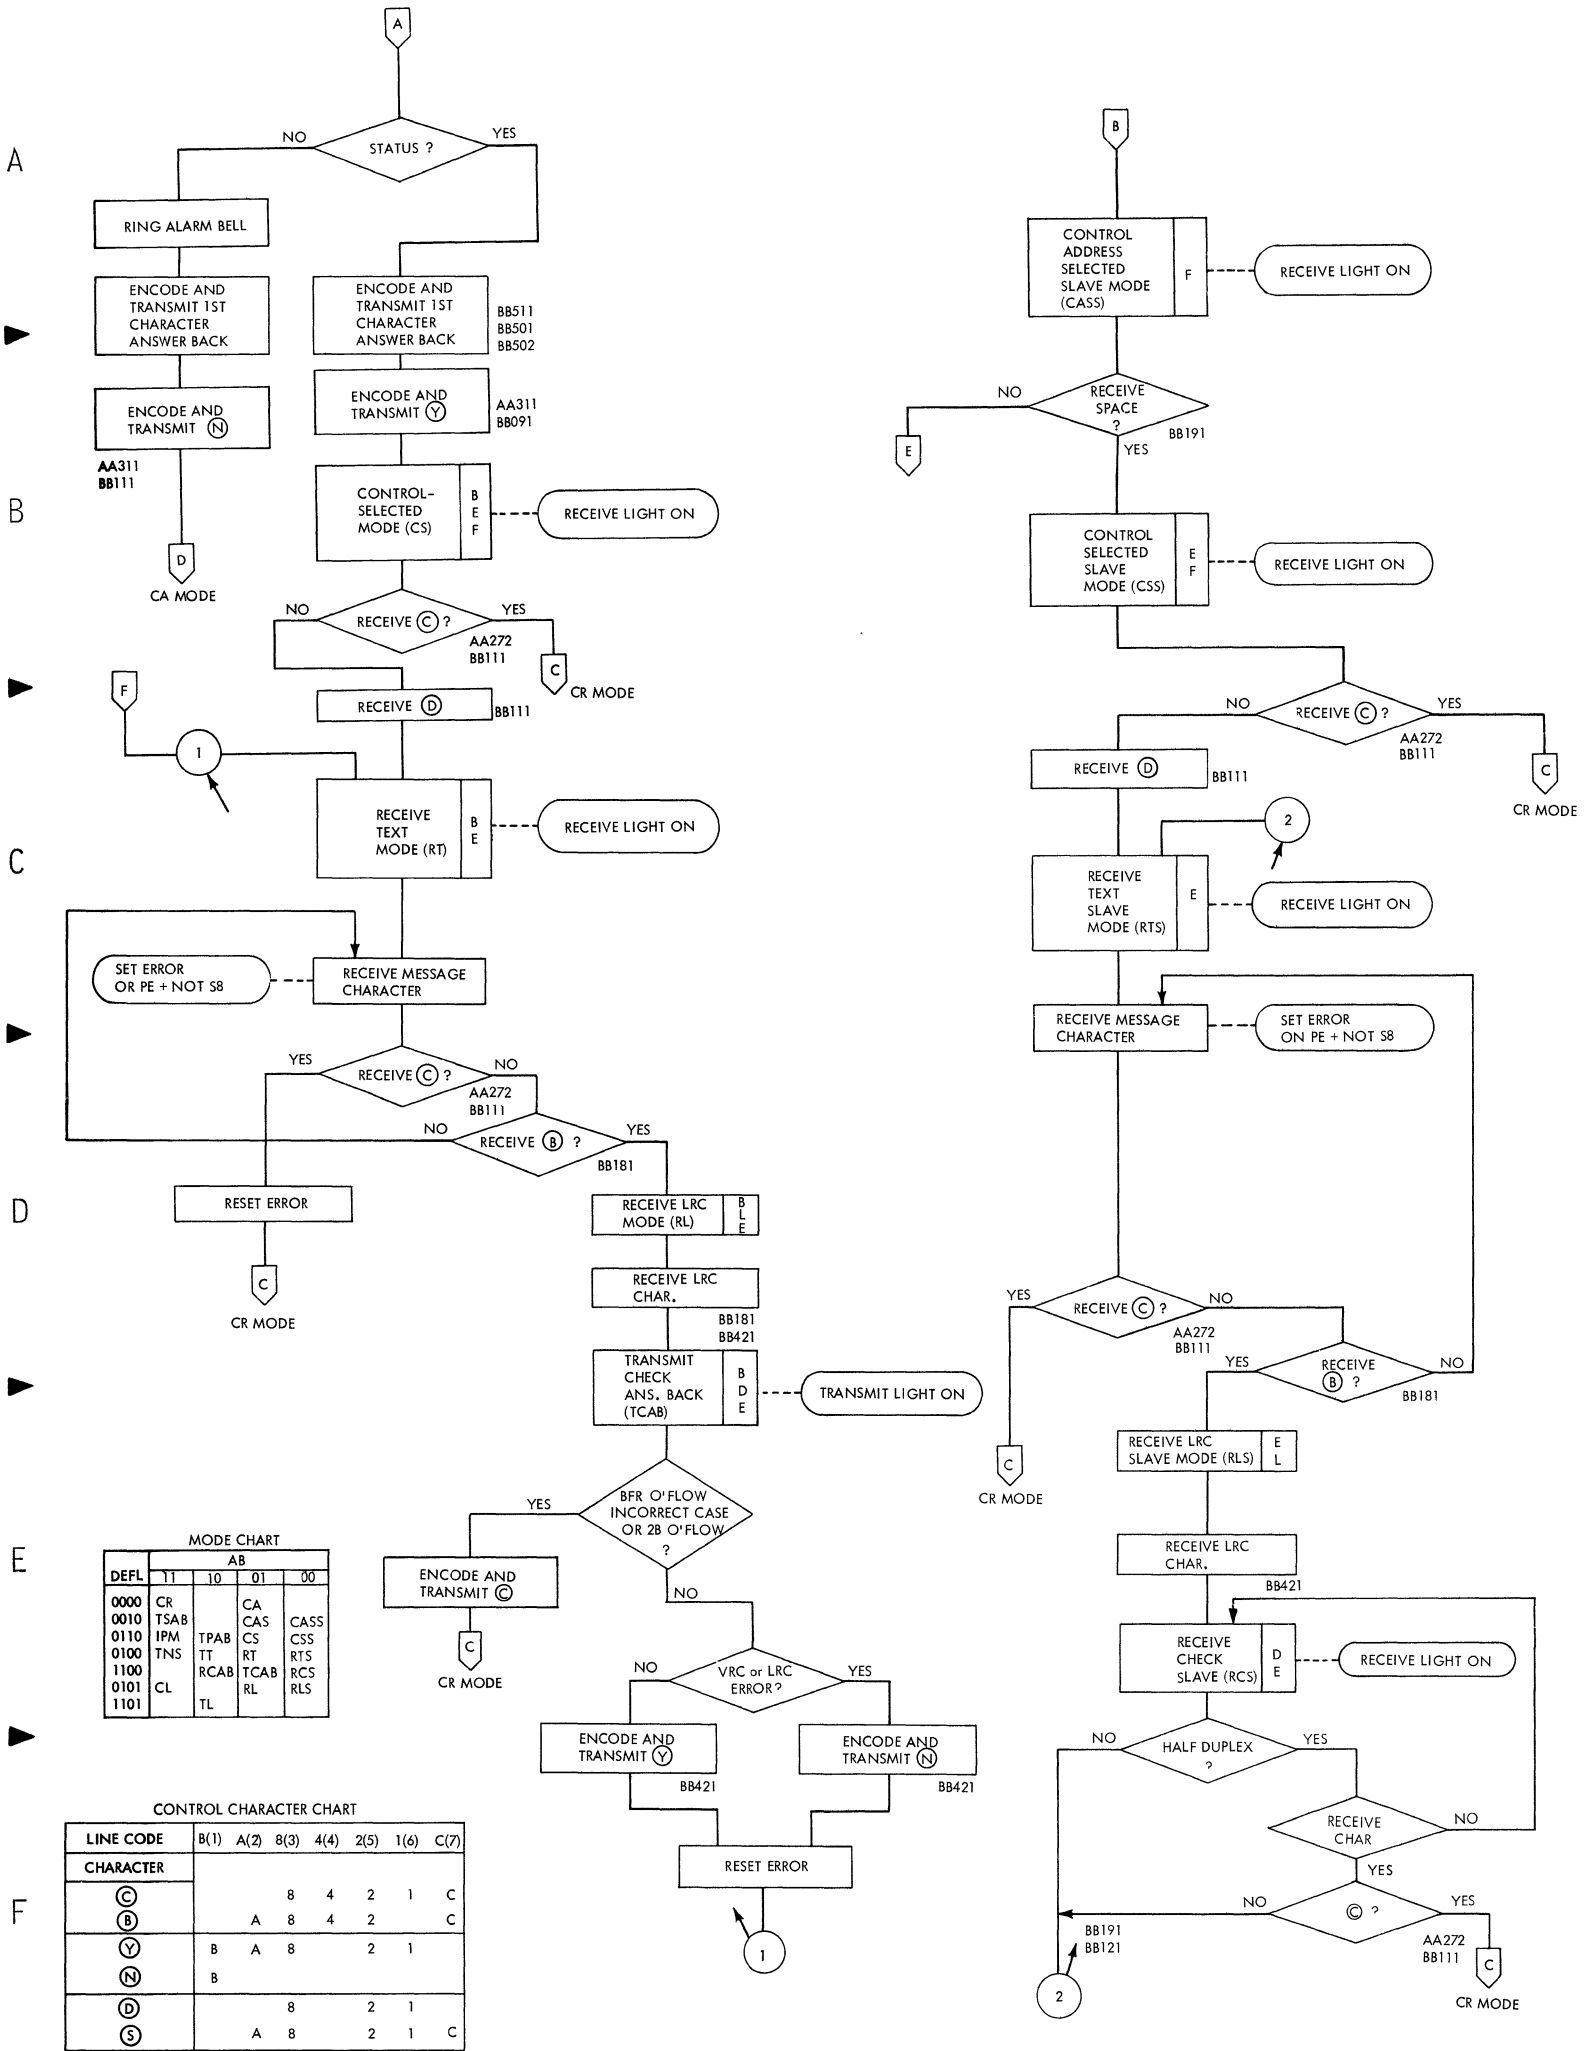 A
A
STATUS ?
NO
YES
RING ALARM BELL
ENCODE AND
TRANSMIT 1ST
CHARACTER
ANSWER BACK
ENCODE AND
TRANSMIT Ⓝ
AA311
BB111
D
CA MODE
ENCODE AND
TRANSMIT 1ST
CHARACTER
ANSWER BACK
BB511
BB501
BB502
ENCODE AND
TRANSMIT Ⓨ
AA311
BB091
B
CONTROL-
SELECTED
MODE (CS)
B
E
F
RECEIVE LIGHT ON
NO
RECEIVE Ⓒ ?
YES
AA272
BB111
C
CR MODE
F
RECEIVE Ⓓ
BB111
1
RECEIVE
TEXT
MODE (RT)
B
E
RECEIVE LIGHT ON
C
SET ERROR
OR PE + NOT S8
RECEIVE MESSAGE
CHARACTER
YES
RECEIVE Ⓒ ?
NO
AA272
BB111
NO
RECEIVE Ⓑ ?
YES
BB181
D
RESET ERROR
C
CR MODE
RECEIVE LRC
MODE (RL)
B
L
E
RECEIVE LRC
CHAR.
BB181
BB421
TRANSMIT
CHECK
ANS. BACK
(TCAB)
B
D
E
TRANSMIT LIGHT ON
YES
BFR O'FLOW
INCORRECT CASE
OR 2B O'FLOW
?
NO
ENCODE AND
TRANSMIT Ⓒ
C
CR MODE
NO
VRC or LRC
ERROR?
YES
ENCODE AND
TRANSMIT Ⓨ
BB421
ENCODE AND
TRANSMIT Ⓝ
BB421
RESET ERROR
1
B
CONTROL
ADDRESS
SELECTED
SLAVE MODE
(CASS)
F
RECEIVE LIGHT ON
NO
RECEIVE
SPACE
?
BB191
YES
E
CONTROL
SELECTED
SLAVE
MODE (CSS)
E
F
RECEIVE LIGHT ON
NO
RECEIVE Ⓒ ?
YES
AA272
BB111
C
CR MODE
RECEIVE Ⓓ
BB111
2
RECEIVE
TEXT
SLAVE
MODE (RTS)
E
RECEIVE LIGHT ON
RECEIVE MESSAGE
CHARACTER
SET ERROR
ON PE + NOT S8
YES
RECEIVE Ⓒ ?
NO
AA272
BB111
C
CR MODE
YES
RECEIVE
Ⓑ ?
NO
BB181
RECEIVE LRC
SLAVE MODE (RLS)
E
L
RECEIVE LRC
CHAR.
BB421
RECEIVE
CHECK
SLAVE (RCS)
D
E
RECEIVE LIGHT ON
NO
HALF DUPLEX
?
YES
RECEIVE
CHAR
NO
YES
NO
Ⓒ ?
YES
BB191
BB121
AA272
BB111
C
CR MODE
2
E
MODE CHART
DEFL AB
11 10 01 00
0000 CR CA
0010 TSAB CAS CASS
0110 IPM TPAB CS CSS
0100 TNS TT RT RTS
1100 RCAB TCAB RCS
0101 CL RL RLS
1101 TL
F
CONTROL CHARACTER CHART
LINE CODE B(1) A(2) 8(3) 4(4) 2(5) 1(6) C(7)
CHARACTER
Ⓒ 8 4 2 1 C
Ⓑ A 8 4 2 C
Ⓨ B A 8 2 1
Ⓝ B
Ⓓ 8 2 1
Ⓢ A 8 2 1 C